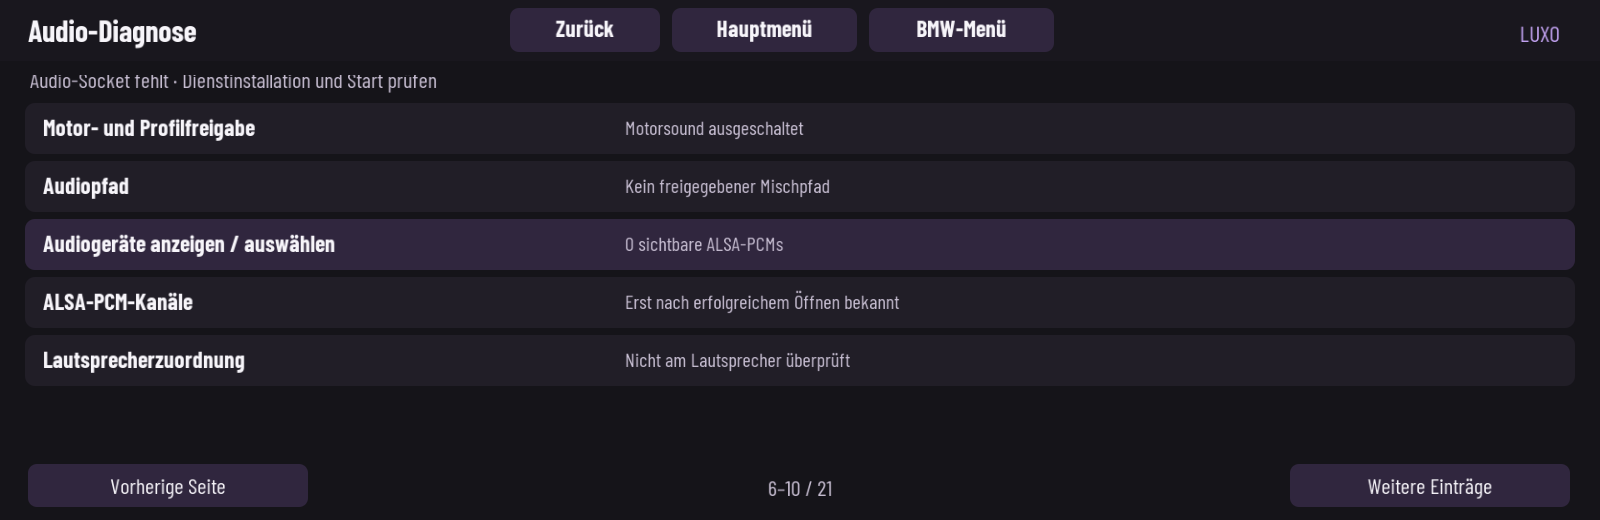 Audio-Diagnose
Zurück
Hauptmenü
BMW-Menü
LUXO
Audio-Socket fehlt · Dienstinstallation und Start prüfen
Motor- und Profilfreigabe
Motorsound ausgeschaltet
Audiopfad
Kein freigegebener Mischpfad
Audiogeräte anzeigen / auswählen
0 sichtbare ALSA-PCMs
ALSA-PCM-Kanäle
Erst nach erfolgreichem Öffnen bekannt
Lautsprecherzuordnung
Nicht am Lautsprecher überprüft
Vorherige Seite
6–10 / 21
Weitere Einträge